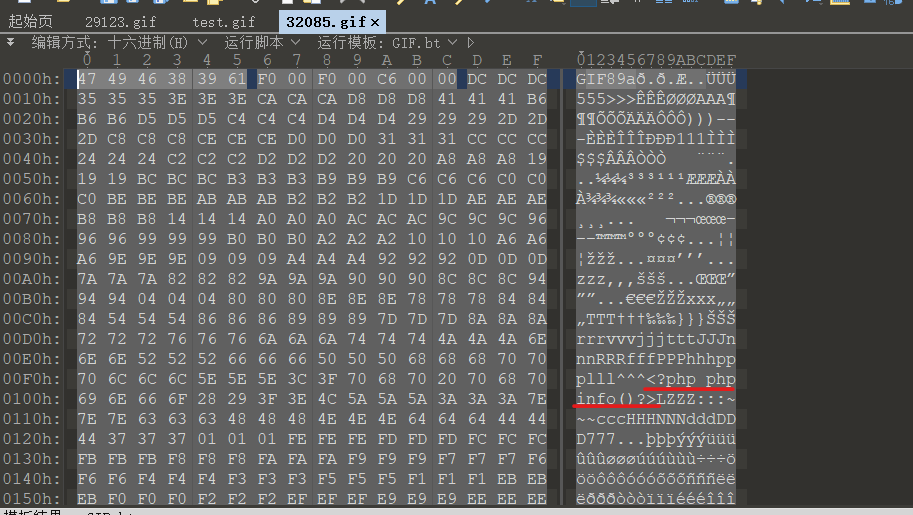 起始页 29123.gif test.gif 32085.gif×
编辑方式: 十六进制(H) 运行脚本 运行模板: GIF.bt
0 1 2 3 4 5 6 7 8 9 A B C D E F 0123456789ABCDEF
0000h: 47 49 46 38 39 61 F0 00 F0 00 C6 00 00 DC DC DC GIF89að.ð.Æ..ÜÜÜ
0010h: 35 35 35 3E 3E 3E CA CA CA D8 D8 D8 41 41 41 B6 555>>>ÊÊÊØØØAAA¶
0020h: B6 B6 D5 D5 D5 C4 C4 C4 D4 D4 D4 29 29 29 2D 2D ¶¶ÕÕÕÄÄÄÔÔÔ)))--
0030h: 2D C8 C8 C8 CE CE CE D0 D0 D0 31 31 31 CC CC CC -ÈÈÈÎÎÎÐÐÐ111ÌÌÌ
0040h: 24 24 24 C2 C2 C2 D2 D2 D2 20 20 20 A8 A8 A8 19 $$$ÂÂÂÒÒÒ   ¨¨¨.
0050h: 19 19 BC BC BC B3 B3 B3 B9 B9 B9 C6 C6 C6 C0 C0 ..¼¼¼³³³¹¹¹ÆÆÆÀÀ
0060h: C0 BE BE BE AB AB AB B2 B2 B2 1D 1D 1D AE AE AE À¾¾¾«««²²²...®®®
0070h: B8 B8 B8 14 14 14 A0 A0 A0 AC AC AC 9C 9C 9C 96 ¸¸¸...   ¬¬¬œœœ–
0080h: 96 96 99 99 99 B0 B0 B0 A2 A2 A2 10 10 10 A6 A6 ––™™™°°°¢¢¢...¦¦
0090h: A6 9E 9E 9E 09 09 09 A4 A4 A4 92 92 92 0D 0D 0D ¦žžž...¤¤¤’’’...
00A0h: 7A 7A 7A 82 82 82 9A 9A 9A 90 90 90 8C 8C 8C 94 zzz‚‚‚ššš...ŒŒŒ”
00B0h: 94 94 04 04 04 80 80 80 8E 8E 8E 78 78 78 84 84 ””...€€€ŽŽŽxxx„„
00C0h: 84 54 54 54 86 86 86 89 89 89 7D 7D 7D 8A 8A 8A „TTT†††‰‰‰}}}ŠŠŠ
00D0h: 72 72 72 76 76 76 6A 6A 6A 74 74 74 4A 4A 4A 6E rrrvvvjjjtttJJJn
00E0h: 6E 6E 52 52 52 66 66 66 50 50 50 68 68 68 70 70 nnRRRfffPPPhhhpp
00F0h: 70 6C 6C 6C 5E 5E 5E 3C 3F 70 68 70 20 70 68 70 plll^^^<?php php
0100h: 69 6E 66 6F 28 29 3F 3E 4C 5A 5A 5A 3A 3A 3A 7E info()?>LZZZ:::~
0110h: 7E 7E 63 63 63 48 48 48 4E 4E 4E 64 64 64 44 44 ~~cccHHHNNNdddDD
0120h: 44 37 37 37 01 01 01 FE FE FE FD FD FD FC FC FC D777...þþþýýýüüü
0130h: FB FB FB F8 F8 F8 FA FA FA F9 F9 F9 F7 F7 F7 F6 ûûûøøøúúúùùù÷÷÷ö
0140h: F6 F6 F4 F4 F4 F3 F3 F3 F5 F5 F5 F1 F1 F1 EB EB ööôôôóóóõõõñññëë
0150h: EB F0 F0 F0 F2 F2 F2 EF EF EF E9 E9 E9 EE EE EE ëðððòòòïïïéééîîî